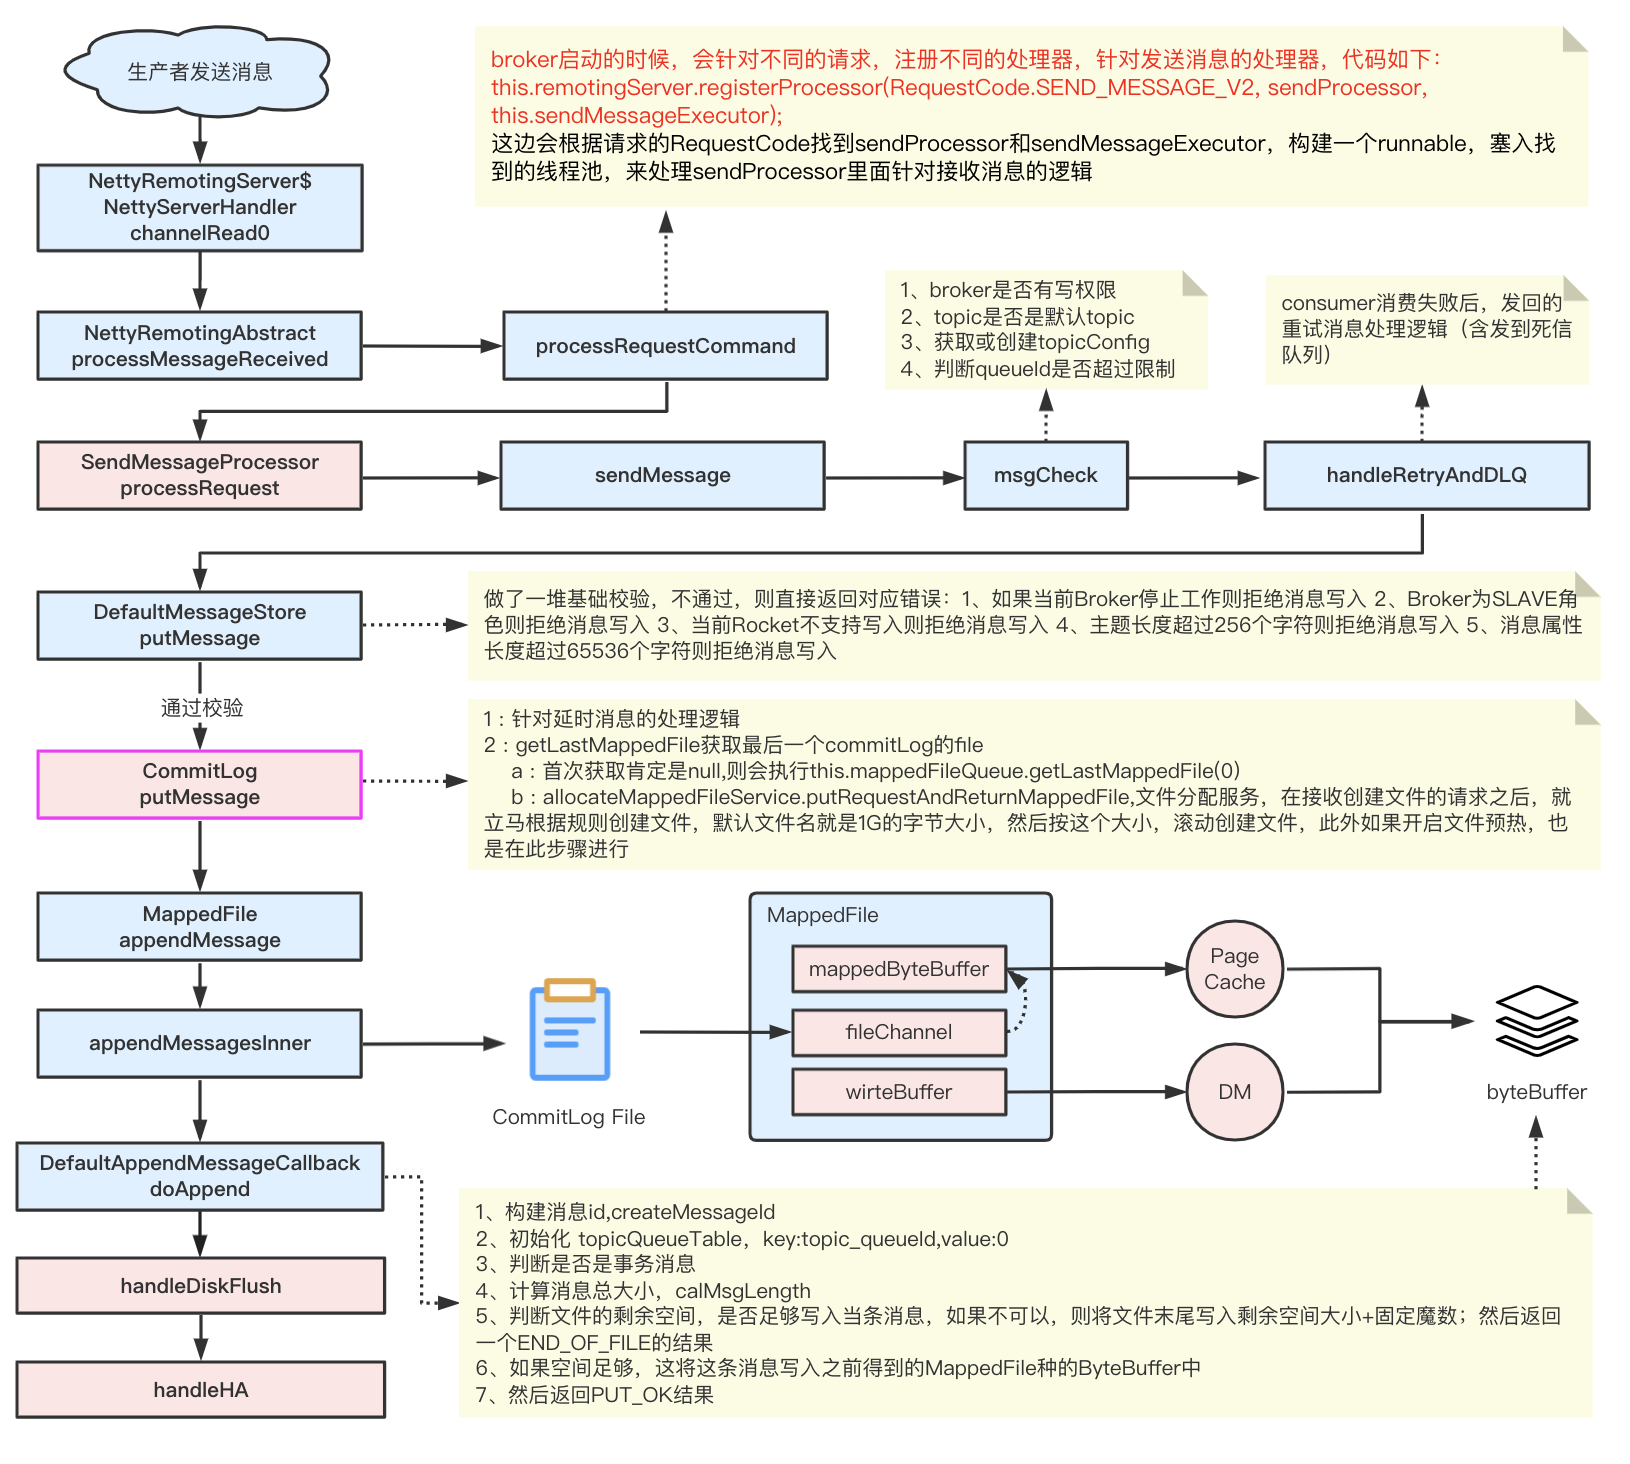 生产者发送消息
broker启动的时候，会针对不同的请求，注册不同的处理器，针对发送消息的处理器，代码如下：
this.remotingServer.registerProcessor(RequestCode.SEND_MESSAGE_V2, sendProcessor,
this.sendMessageExecutor);
这边会根据请求的RequestCode找到sendProcessor和sendMessageExecutor，构建一个runnable，塞入找
到的线程池，来处理sendProcessor里面针对接收消息的逻辑
NettyRemotingServer$
NettyServerHandler
channelRead0
NettyRemotingAbstract
processMessageReceived
processRequestCommand
1、broker是否有写权限
2、topic是否是默认topic
3、获取或创建topicConfig
4、判断queueId是否超过限制
consumer消费失败后，发回的
重试消息处理逻辑（含发到死信
队列）
SendMessageProcessor
processRequest
sendMessage
msgCheck
handleRetryAndDLQ
DefaultMessageStore
putMessage
做了一堆基础校验，不通过，则直接返回对应错误：1、如果当前Broker停止工作则拒绝消息写入 2、Broker为SLAVE角
色则拒绝消息写入 3、当前Rocket不支持写入则拒绝消息写入 4、主题长度超过256个字符则拒绝消息写入 5、消息属性
长度超过65536个字符则拒绝消息写入
通过校验
CommitLog
putMessage
1：针对延时消息的处理逻辑
2：getLastMappedFile获取最后一个commitLog的file
a：首次获取肯定是null,则会执行this.mappedFileQueue.getLastMappedFile(0)
b：allocateMappedFileService.putRequestAndReturnMappedFile,文件分配服务，在接收创建文件的请求之后，就
立马根据规则创建文件，默认文件名就是1G的字节大小，然后按这个大小，滚动创建文件，此外如果开启文件预热，也
是在此步骤进行
MappedFile
appendMessage
appendMessagesInner
CommitLog File
MappedFile
mappedByteBuffer
fileChannel
wirteBuffer
Page
Cache
DM
byteBuffer
DefaultAppendMessageCallback
doAppend
handleDiskFlush
handleHA
1、构建消息id,createMessageId
2、初始化 topicQueueTable，key:topic_queueId,value:0
3、判断是否是事务消息
4、计算消息总大小，calMsgLength
5、判断文件的剩余空间，是否足够写入当条消息，如果不可以，则将文件末尾写入剩余空间大小+固定魔数；然后返回
一个END_OF_FILE的结果
6、如果空间足够，这将这条消息写入之前得到的MappedFile种的ByteBuffer中
7、然后返回PUT_OK结果